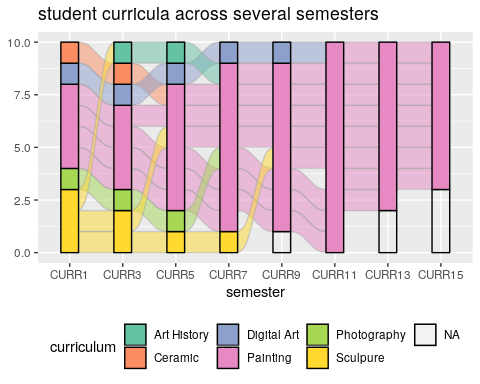 student curricula across several semesters
10.0
7.5
5.0
2.5
0.0
CURR1 CURR3 CURR5 CURR7 CURR9 CURR11 CURR13 CURR15
semester
curriculum
Art History Digital Art Photography NA
Ceramic Painting Sculpure